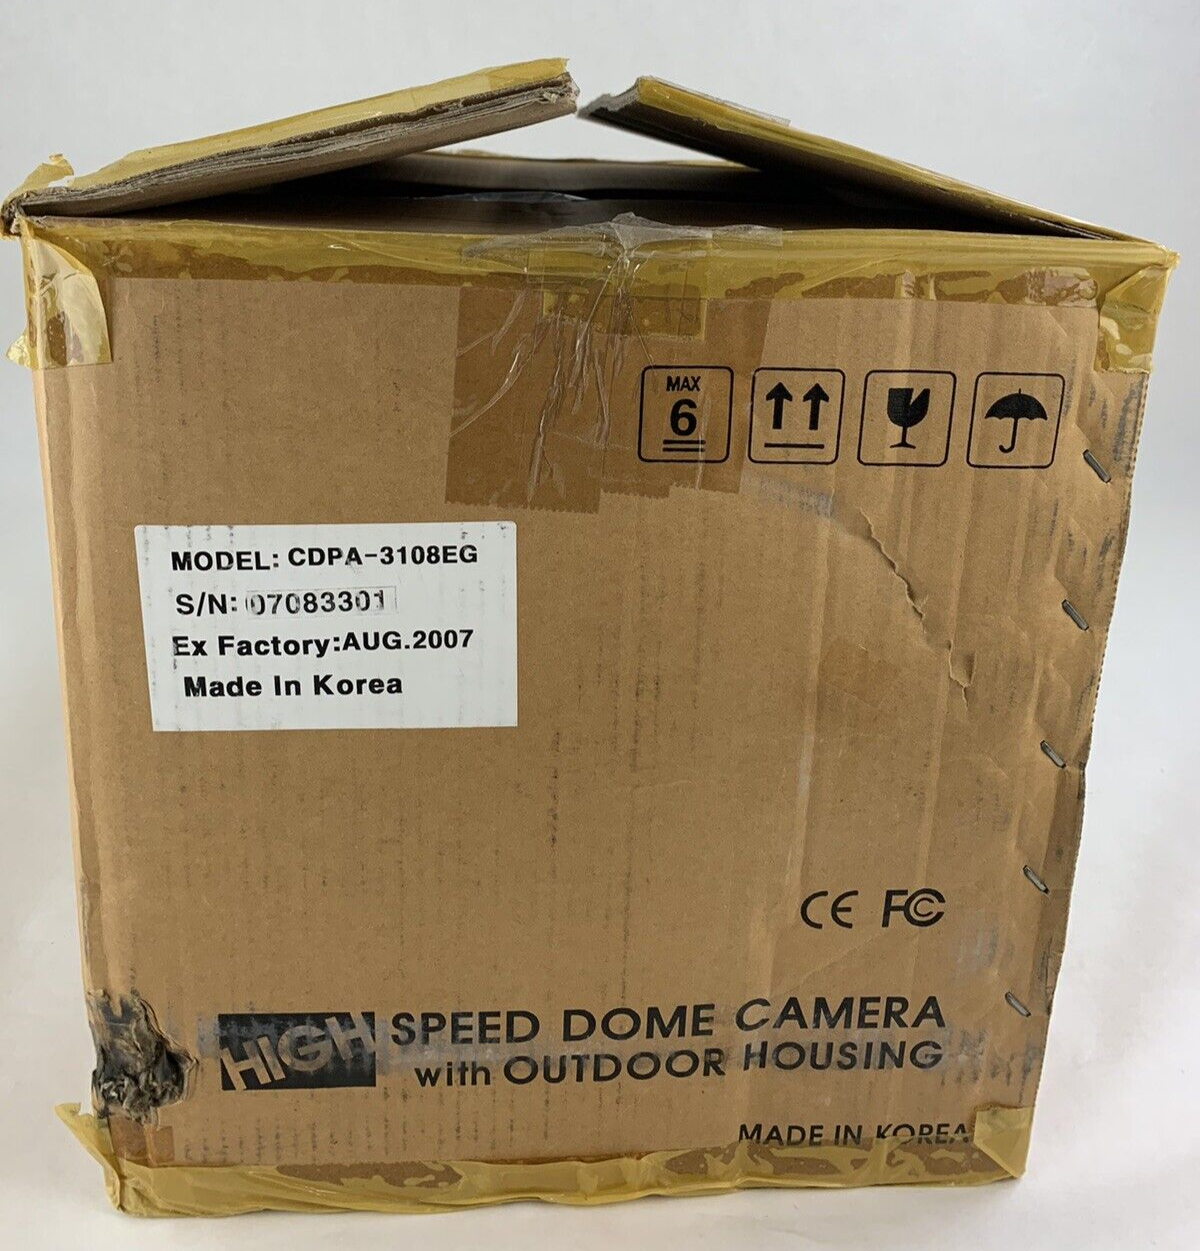 MAX
6
MODEL: CDPA-3108EG
S/N: 07083301
Ex Factory:AUG.2007
Made In Korea
CE FC
HIGH SPEED DOME CAMERA
with OUTDOOR HOUSING
MADE IN KOREA